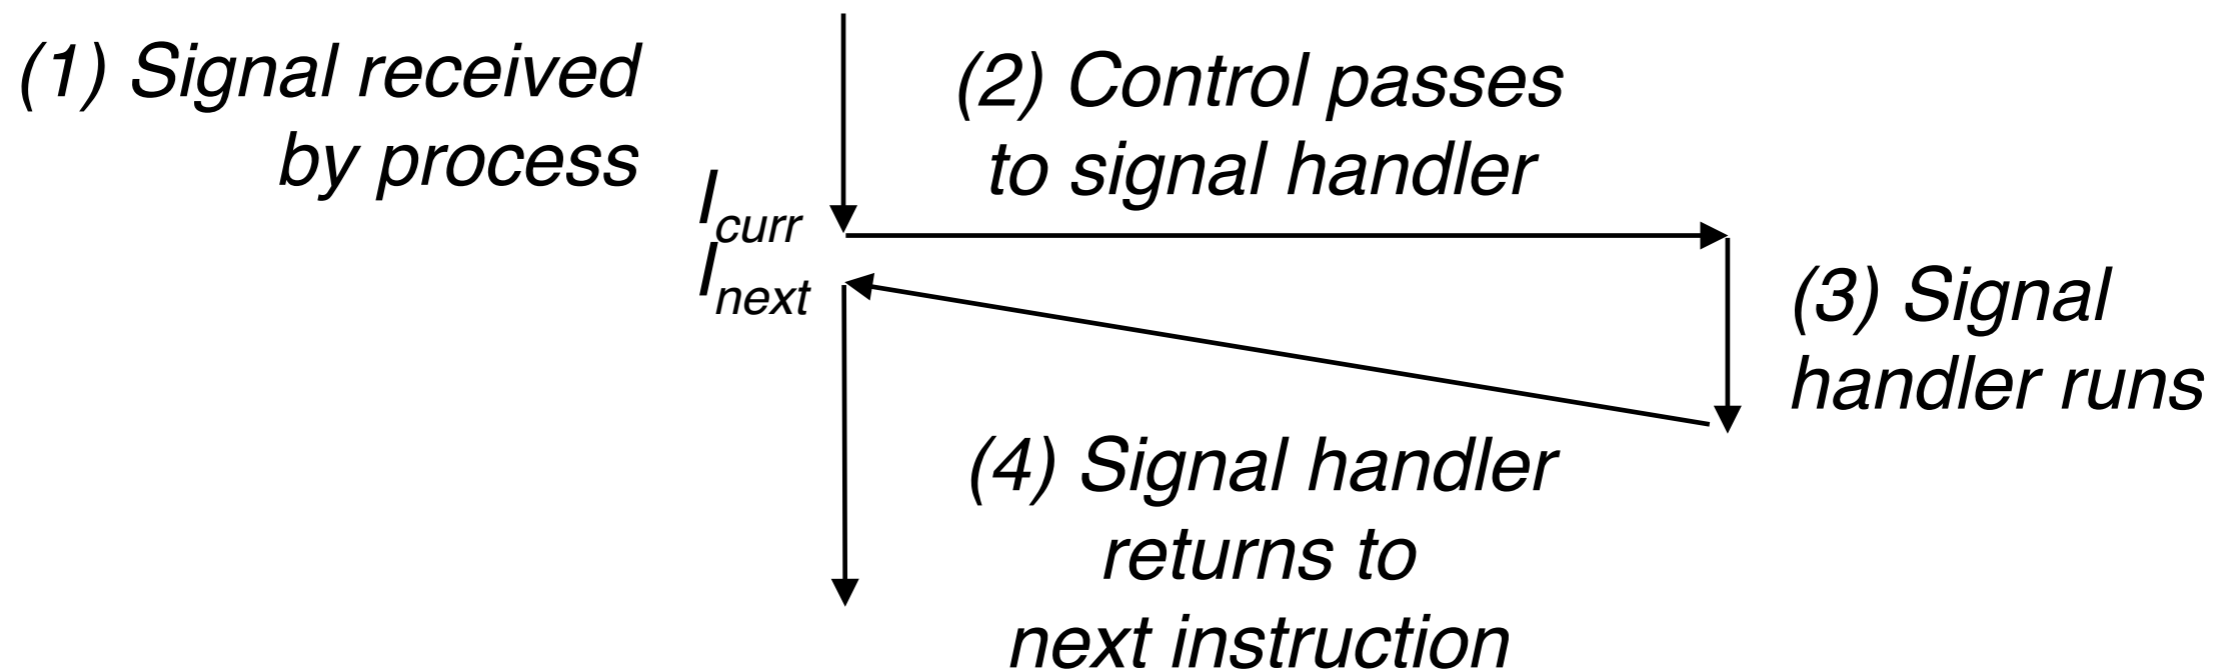 (1) Signal received
by process
(2) Control passes
to signal handler
I_curr
I_next
(3) Signal
handler runs
(4) Signal handler
returns to
next instruction